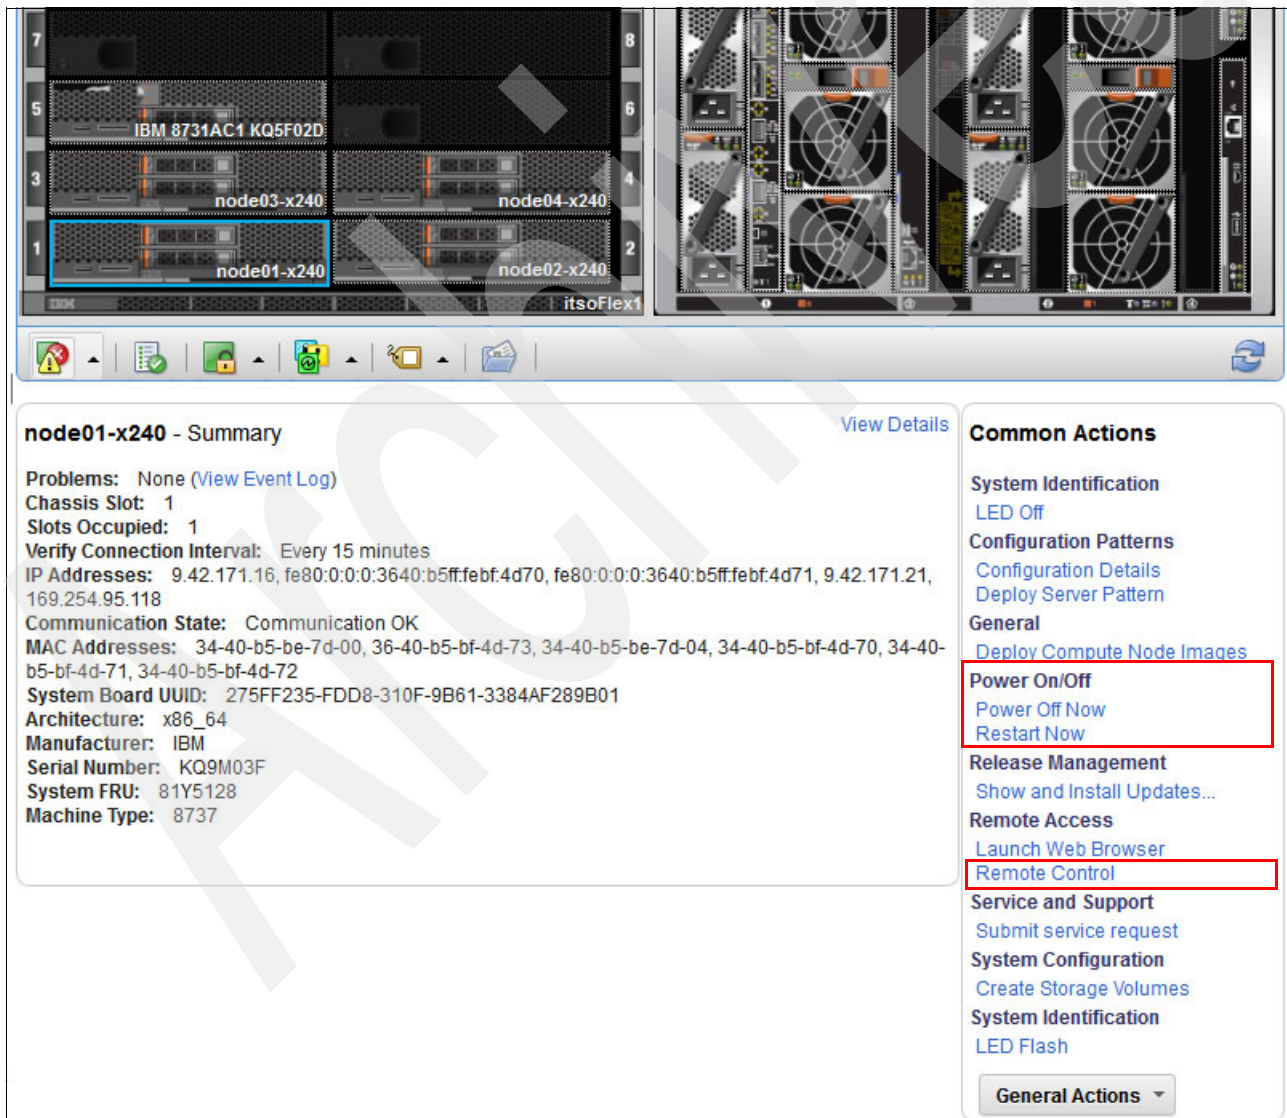 7
8
5
6
IBM 8731AC1 KQ5F02D
3
4
node03-x240
node04-x240
1
2
node01-x240
node02-x240
IBM
itsoFlex1
node01-x240 - Summary
View Details
Problems: None (View Event Log)
Chassis Slot: 1
Slots Occupied: 1
Verify Connection Interval: Every 15 minutes
IP Addresses: 9.42.171.16, fe80:0:0:0:3640:b5ff:febf:4d70, fe80:0:0:0:3640:b5ff:febf:4d71, 9.42.171.21,
169.254.95.118
Communication State: Communication OK
MAC Addresses: 34-40-b5-be-7d-00, 36-40-b5-bf-4d-73, 34-40-b5-be-7d-04, 34-40-b5-bf-4d-70, 34-40-
b5-bf-4d-71, 34-40-b5-bf-4d-72
System Board UUID: 275FF235-FDD8-310F-9B61-3384AF289B01
Architecture: x86_64
Manufacturer: IBM
Serial Number: KQ9M03F
System FRU: 81Y5128
Machine Type: 8737
Common Actions
System Identification
LED Off
Configuration Patterns
Configuration Details
Deploy Server Pattern
General
Deploy Compute Node Images
Power On/Off
Power Off Now
Restart Now
Release Management
Show and Install Updates...
Remote Access
Launch Web Browser
Remote Control
Service and Support
Submit service request
System Configuration
Create Storage Volumes
System Identification
LED Flash
General Actions